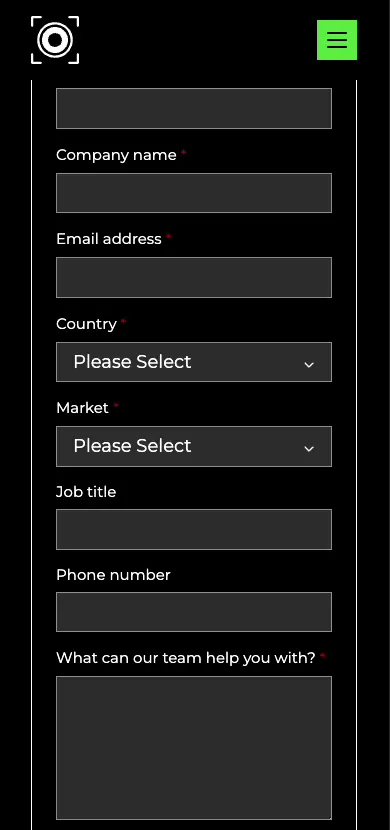 Company name *
Email address *
Country *
Please Select
Market *
Please Select
Job title
Phone number
What can our team help you with? *